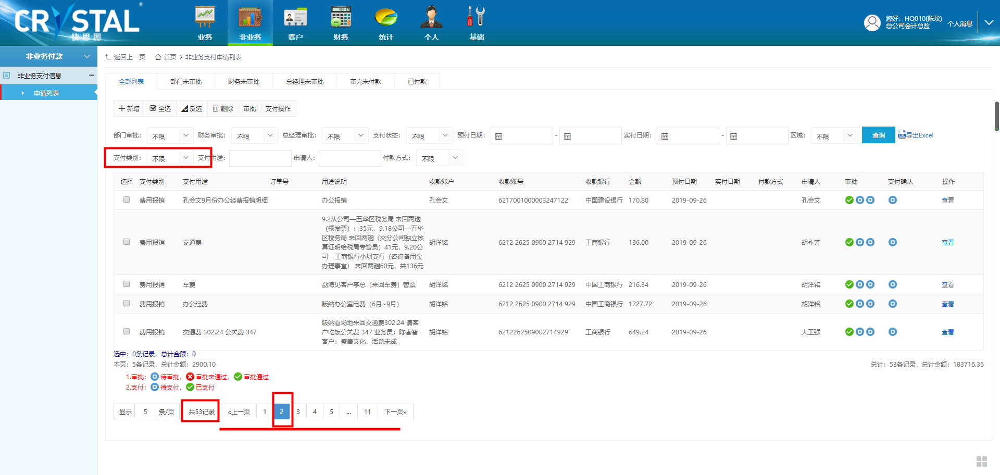 CRYSTAL ®
快思图
业务 非业务 客户 财务 统计 个人 基础
您好，HQ010(陈玟)
总公司会计总监
个人消息
非业务付款
非业务支付信息
申请列表
返回上一页 首页 > 非业务支付申请列表
全部列表 部门未审批 财务未审批 总经理未审批 审完未付款 已付款
新增 全选 反选 删除 审批 支付操作
部门审批： 不限 财务审批： 不限 总经理审批： 不限 支付状态： 不限 预付日期： - 实付日期： - 区域： 不限 查询 导出Excel
支付类别： 不限 支付用途： 申请人： 付款方式： 不限
选择 支付类别 支付用途 订单号 用途说明 收款账户 收款账号 收款银行 金额 预付日期 实付日期 付款方式 申请人 审批 支付确认 操作
费用报销 孔会文9月份办公经费报销明细 办公报销 孔会文 6217001000003247122 中国建设银行 170.80 2019-09-26 孔会文 查看
9.2从公司—五华区税务局 来回两趟
（领发票）：35元，9.18公司—五华
区税务局 来回两趟（交分公司独立核
算证明给税局专管员）41元，9.20公
司—工商银行小坝支行（咨询备用金
办理事宜） 来回两趟60元，共136元
费用报销 交通费 胡洋铭 6212 2625 0900 2714 929 工商银行 136.00 2019-09-26 胡永芳 查看
费用报销 车费 勐海见客户李总（来回车费）替票 胡洋铭 6212 2625 0900 2714 929 中国工商银行 216.34 2019-09-26 胡洋铭 查看
费用报销 办公经费 版纳办公室电费（6月~9月） 胡洋铭 6212 2625 0900 2714 929 中国工商银行 1727.72 2019-09-26 胡洋铭 查看
版纳看场地来回交通费302.24 请客
户吃饭公关费 347 业务员：陈睿智
客户：盛唐文化，活动未成
费用报销 交通费 302.24 公关费 347 胡洋铭 6212262509002714929 工商银行 649.24 2019-09-26 大王强 查看
选中：0条记录，总计金额：0
本页：5条记录，总计金额：2900.10 总计：53条记录，总计金额：183716.36
1.审批： 待审批， 审批未通过， 审批通过
2.支付： 待支付， 已支付
显示 5 条/页 共53记录 «上一页 1 2 3 4 5 ... 11 下一页»